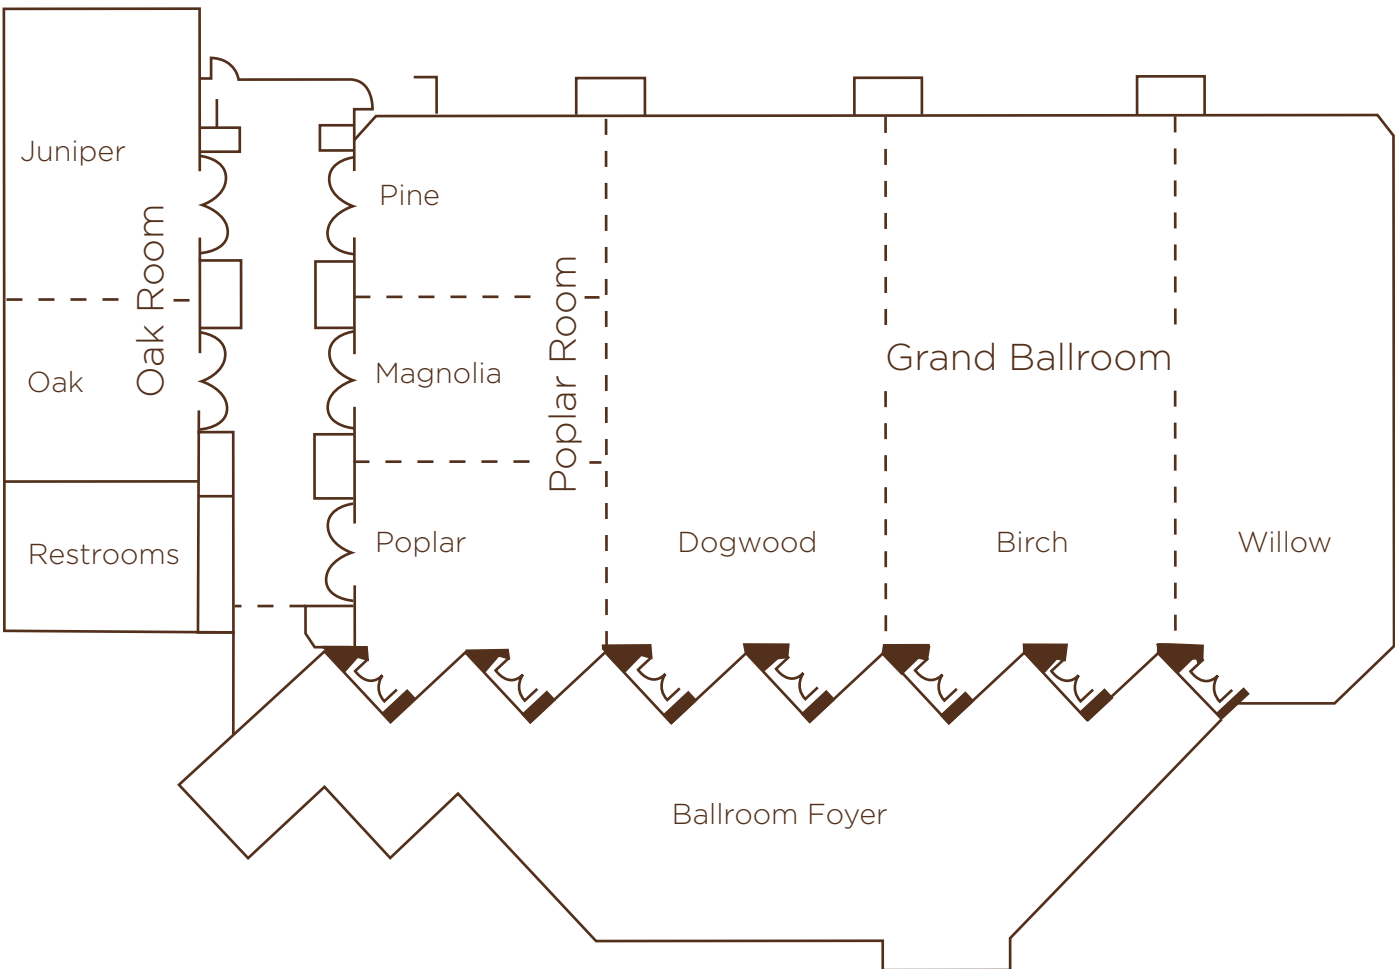 Juniper
Pine
Oak Room
Poplar Room
Grand Ballroom
Oak
Magnolia
Restrooms
Poplar
Dogwood
Birch
Willow
Ballroom Foyer